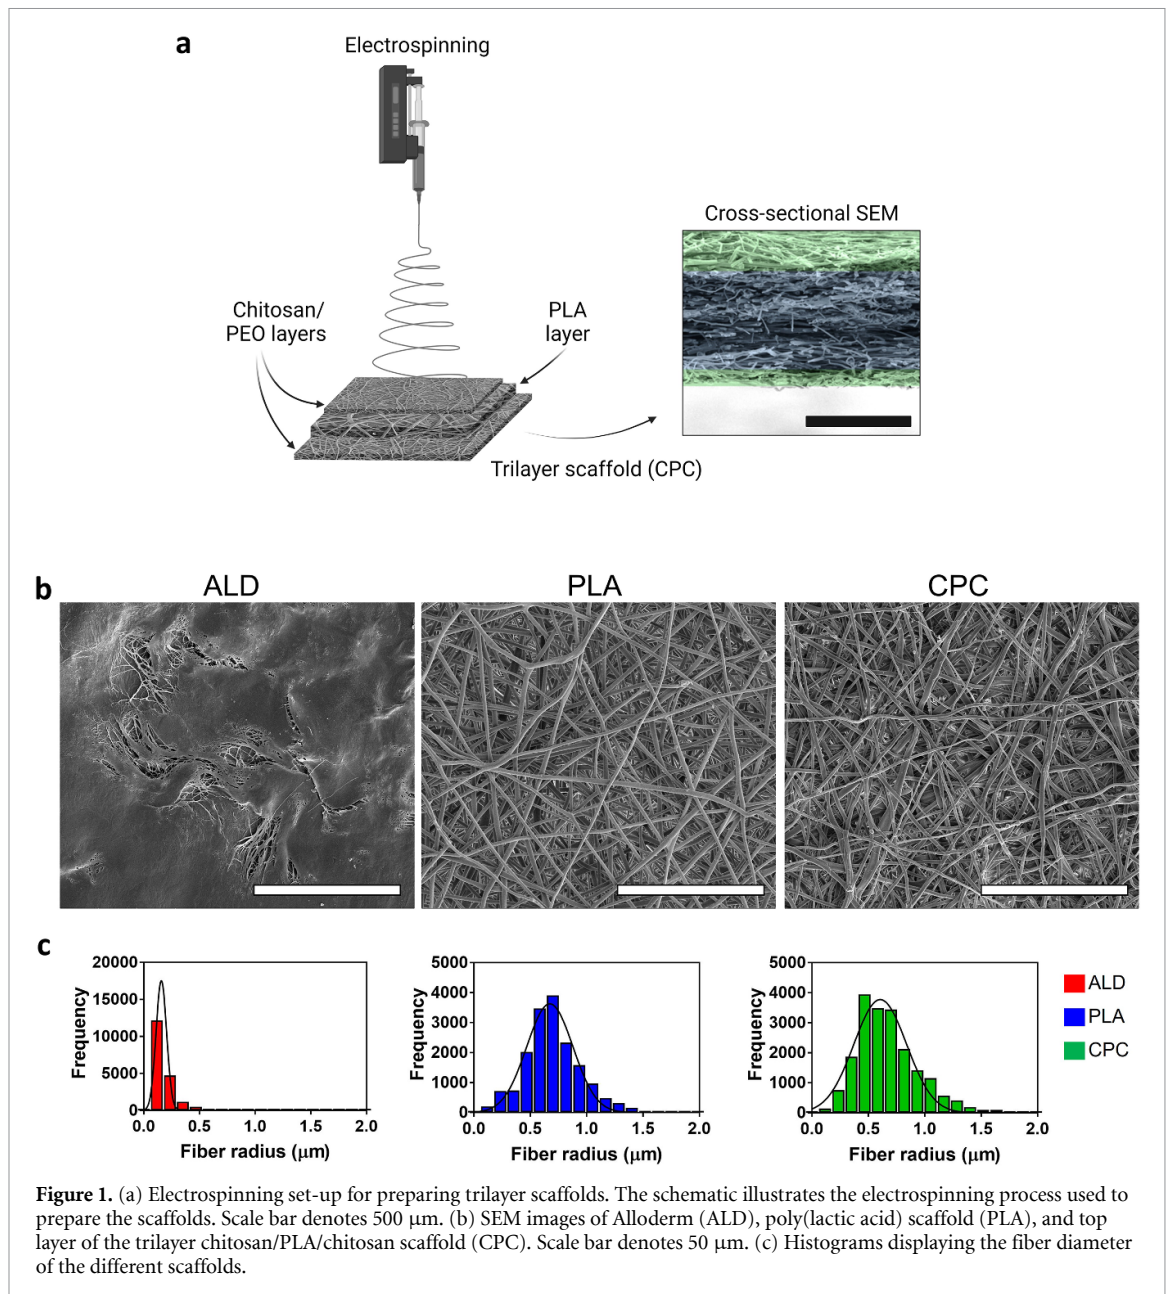 a
Electrospinning
Cross-sectional SEM
Chitosan/
PEO layers
PLA
layer
Trilayer scaffold (CPC)
b
ALD
PLA
CPC
c
20000
15000
10000
5000
0
Frequency
0.0 0.5 1.0 1.5 2.0
Fiber radius (μm)
5000
4000
3000
2000
1000
0
Frequency
0.0 0.5 1.0 1.5 2.0
Fiber radius (μm)
5000
4000
3000
2000
1000
0
Frequency
0.0 0.5 1.0 1.5 2.0
Fiber radius (μm)
ALD
PLA
CPC
Figure 1. (a) Electrospinning set-up for preparing trilayer scaffolds. The schematic illustrates the electrospinning process used to
prepare the scaffolds. Scale bar denotes 500 μm. (b) SEM images of Alloderm (ALD), poly(lactic acid) scaffold (PLA), and top
layer of the trilayer chitosan/PLA/chitosan scaffold (CPC). Scale bar denotes 50 μm. (c) Histograms displaying the fiber diameter
of the different scaffolds.